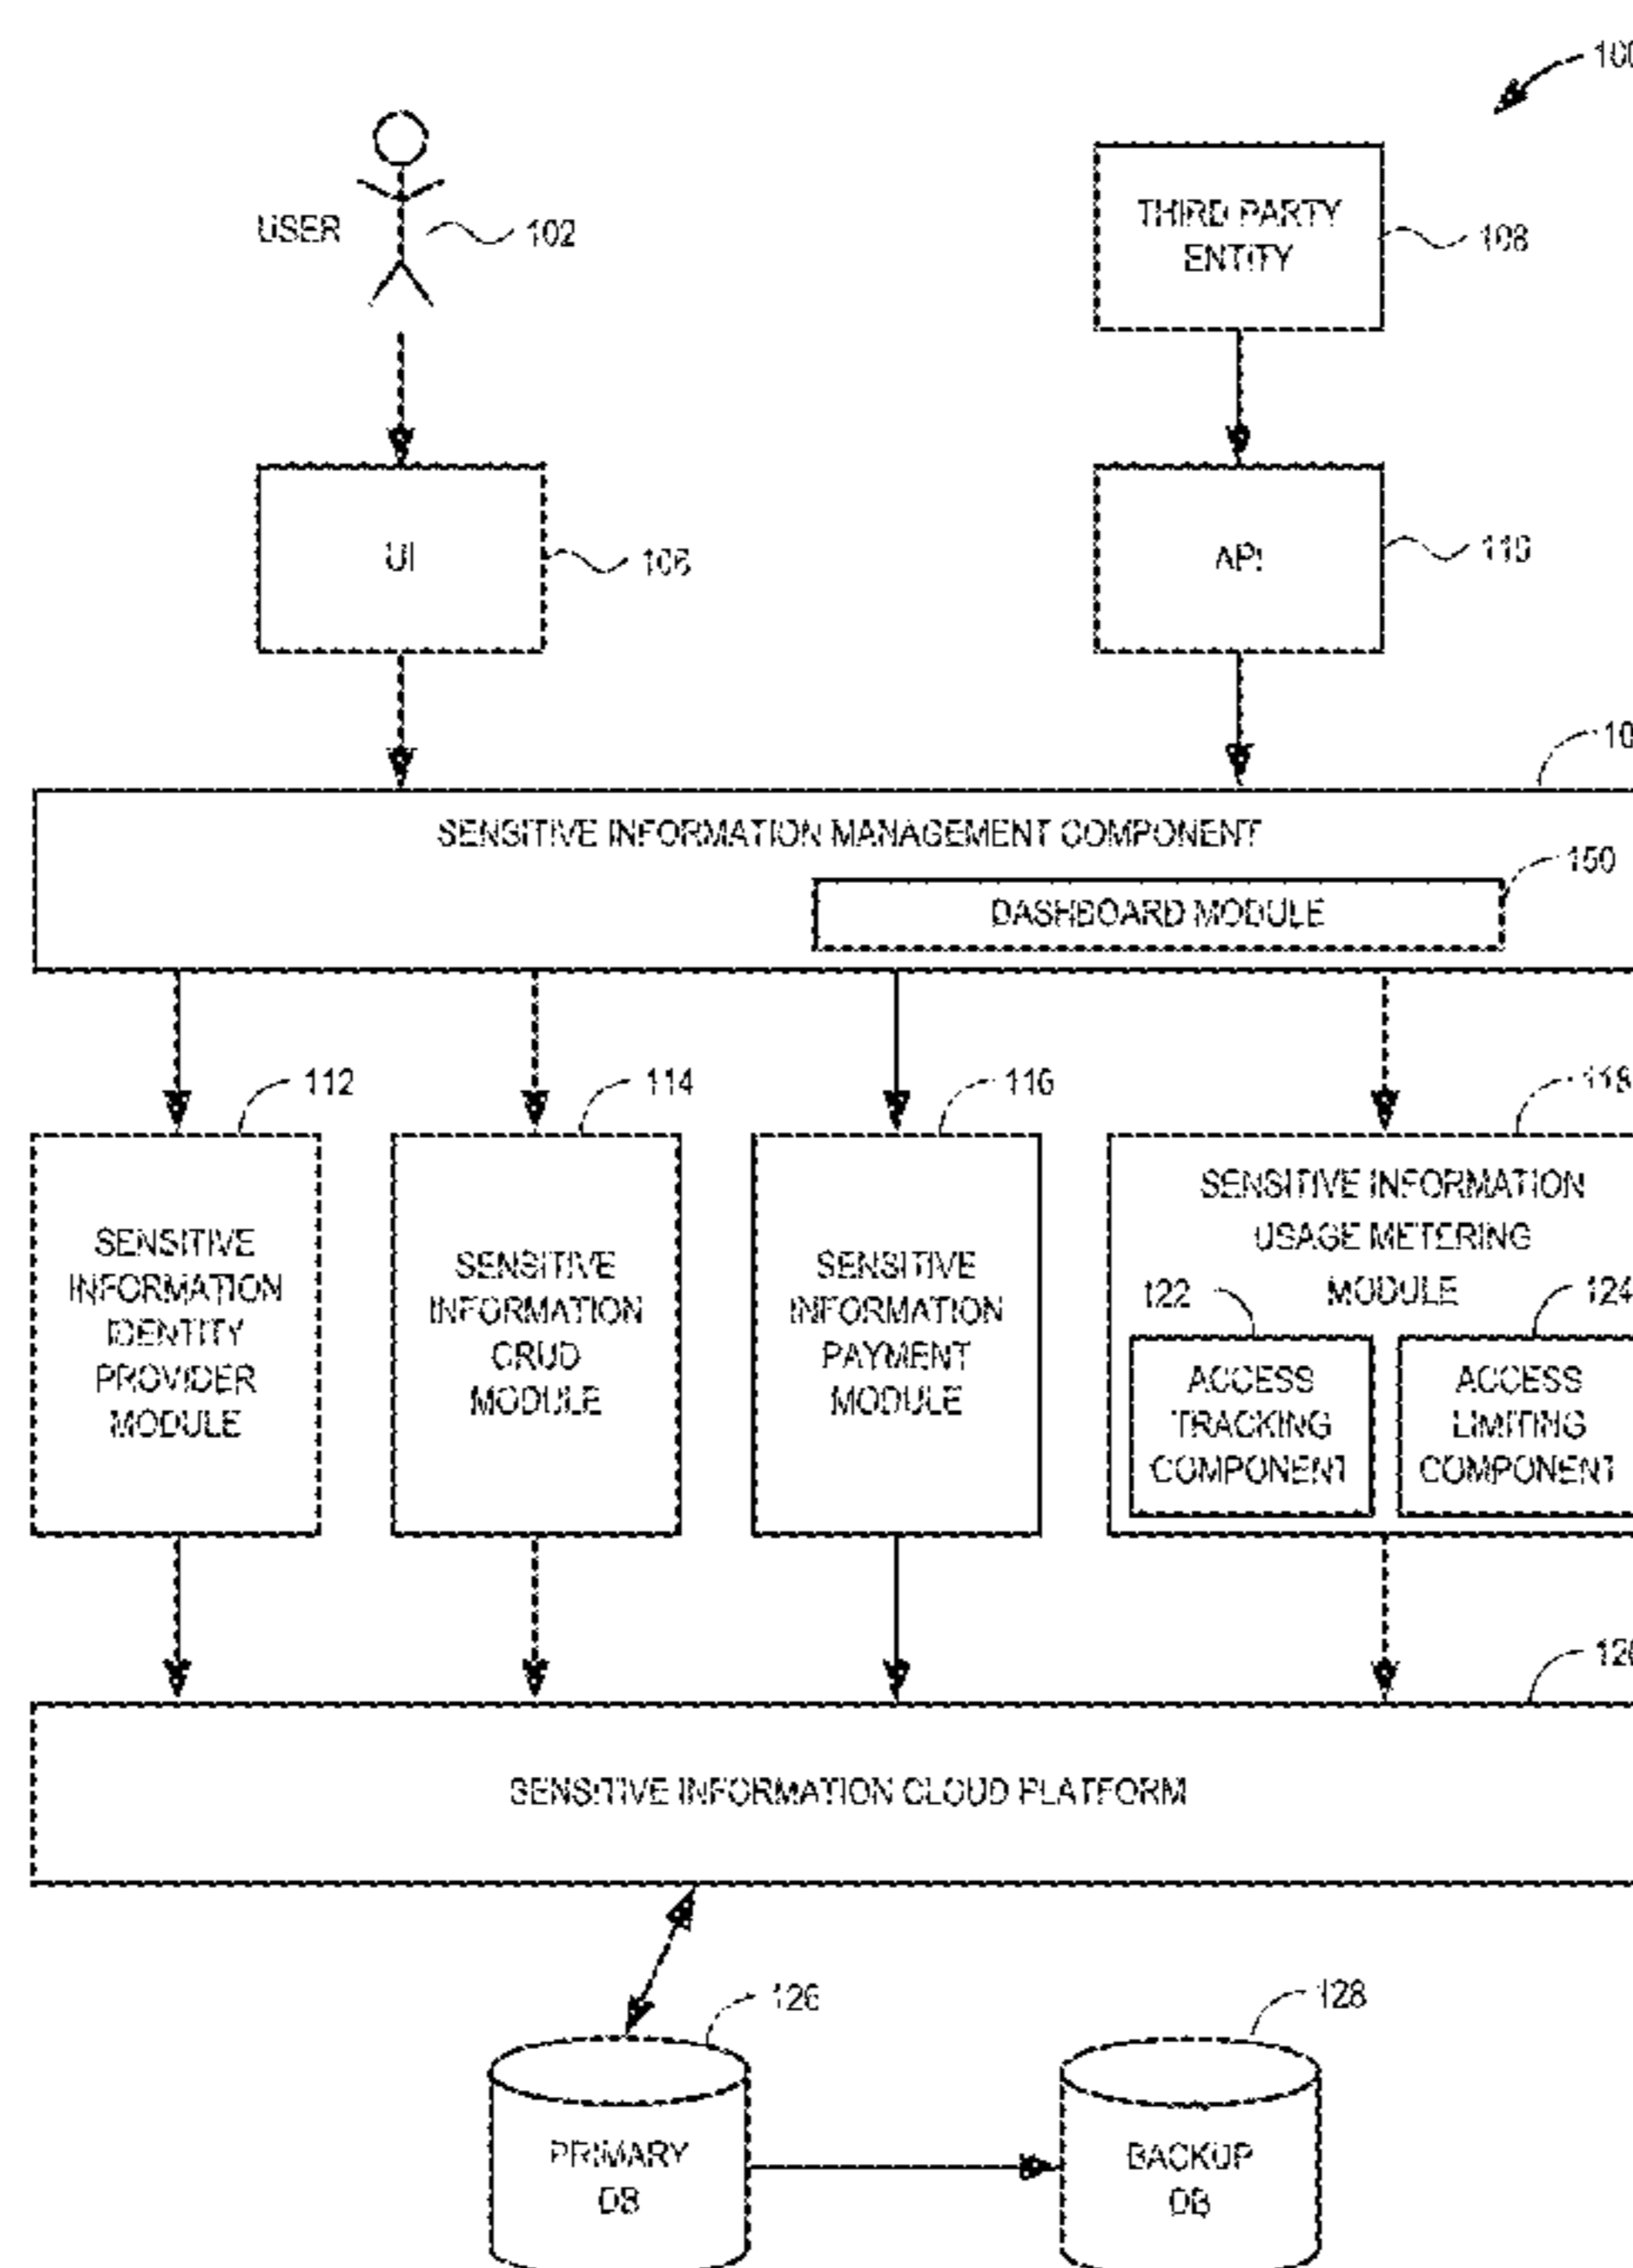 100
USER
102
THIRD PARTY
ENTITY
108
UI
106
API
110
10
SENSITIVE INFORMATION MANAGEMENT COMPONENT
150
DASHBOARD MODULE
112
114
116
118
SENSITIVE
INFORMATION
IDENTITY
PROVIDER
MODULE
SENSITIVE
INFORMATION
CRUD
MODULE
SENSITIVE
INFORMATION
PAYMENT
MODULE
SENSITIVE INFORMATION
USAGE METERING
MODULE
122
124
ACCESS
TRACKING
COMPONENT
ACCESS
LIMITING
COMPONENT
120
SENSITIVE INFORMATION CLOUD PLATFORM
126
128
PRIMARY
DB
BACKUP
DB